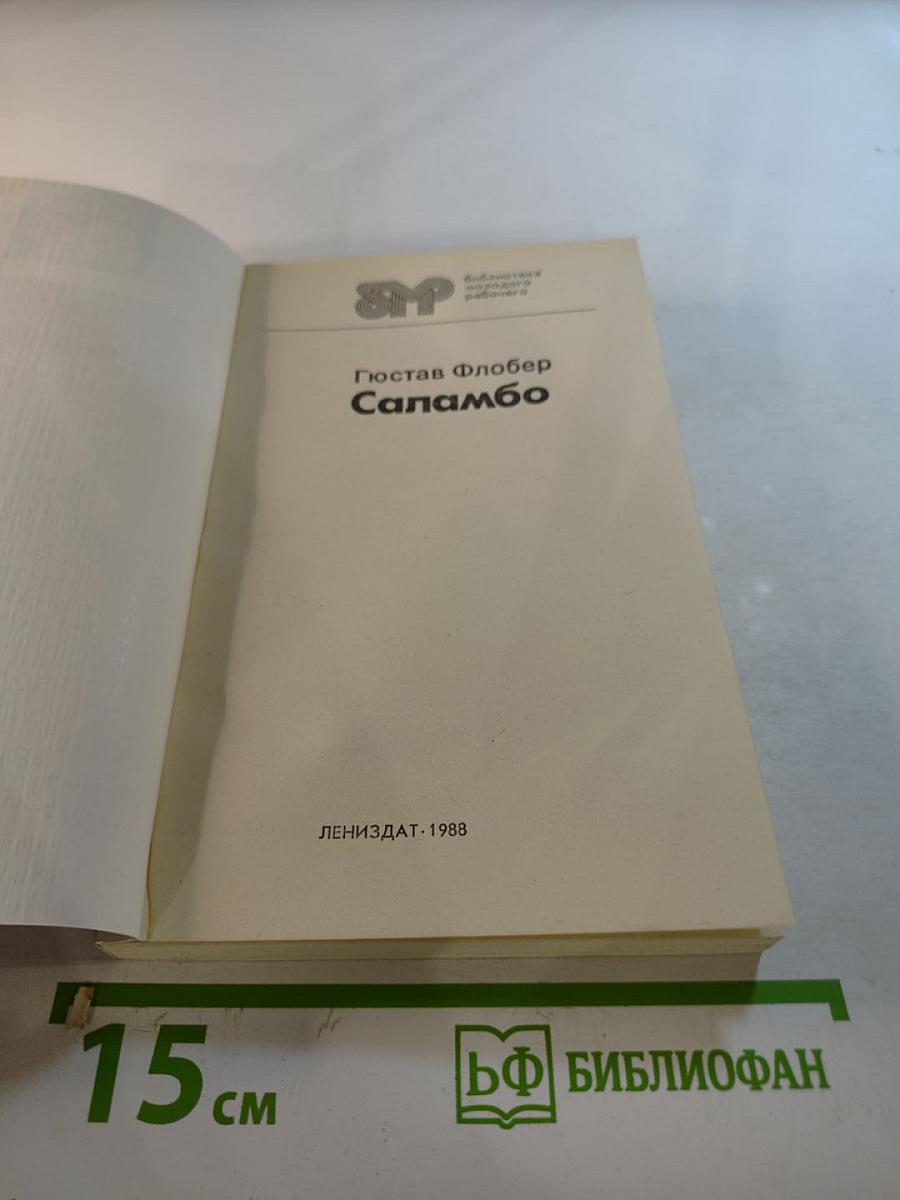 БМР
библиотека
молодого
рабочего
Гюстав Флобер
Саламбо
ЛЕНИЗДАТ · 1988
15 см
БФ БИБЛИОФАН